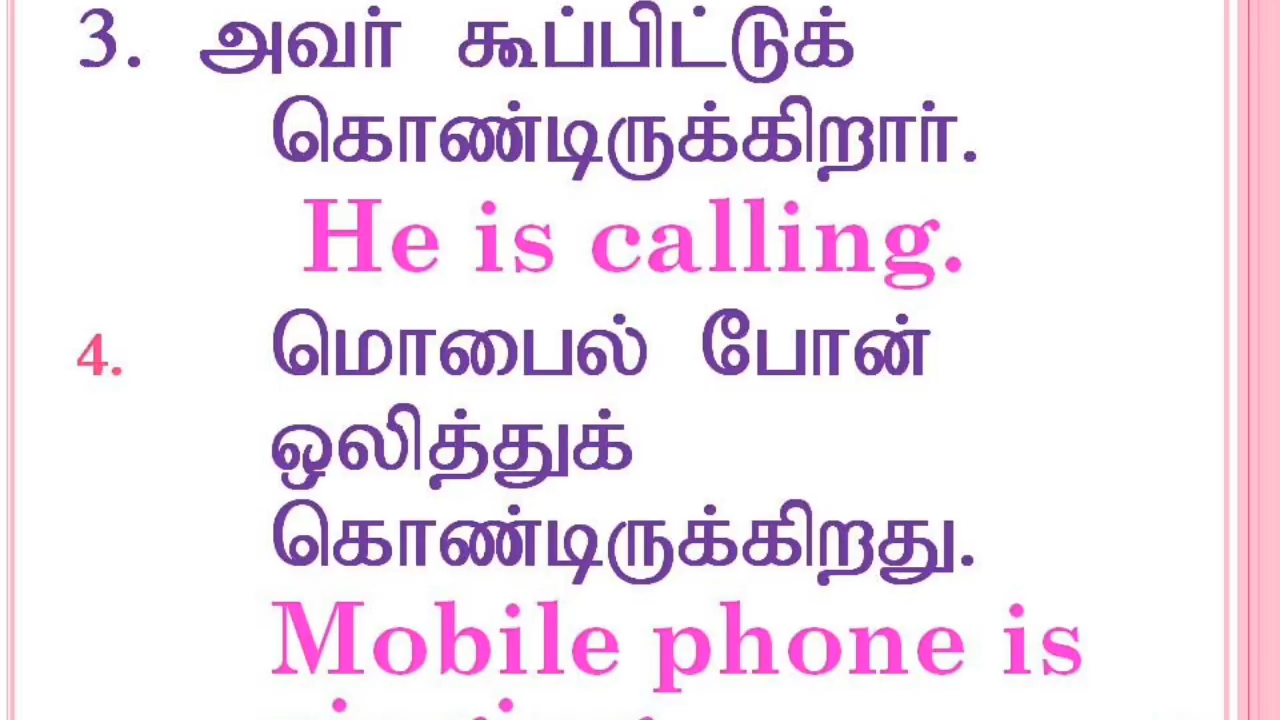 3. அவர் கூப்பிட்டுக்
கொண்டிருக்கிறார்.
He is calling.
4. மொபைல் போன்
ஒலித்துக்
கொண்டிருக்கிறது.
Mobile phone is